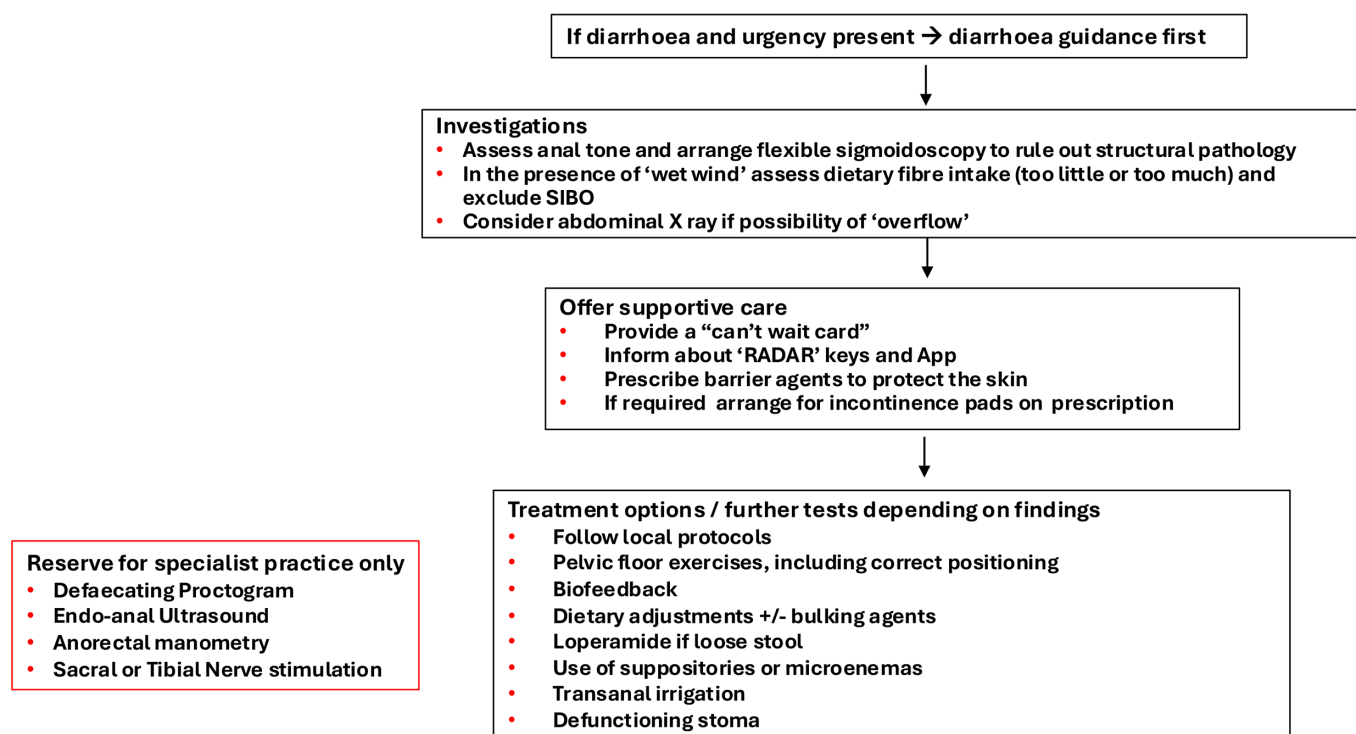 If diarrhoea and urgency present → diarrhoea guidance first
Investigations
• Assess anal tone and arrange flexible sigmoidoscopy to rule out structural pathology
• In the presence of ‘wet wind’ assess dietary fibre intake (too little or too much) and
exclude SIBO
• Consider abdominal X ray if possibility of ‘overflow’
Offer supportive care
• Provide a “can’t wait card”
• Inform about ‘RADAR’ keys and App
• Prescribe barrier agents to protect the skin
• If required arrange for incontinence pads on prescription
Treatment options / further tests depending on findings
• Follow local protocols
• Pelvic floor exercises, including correct positioning
• Biofeedback
• Dietary adjustments +/- bulking agents
• Loperamide if loose stool
• Use of suppositories or microenemas
• Transanal irrigation
• Defunctioning stoma
Reserve for specialist practice only
• Defaecating Proctogram
• Endo-anal Ultrasound
• Anorectal manometry
• Sacral or Tibial Nerve stimulation